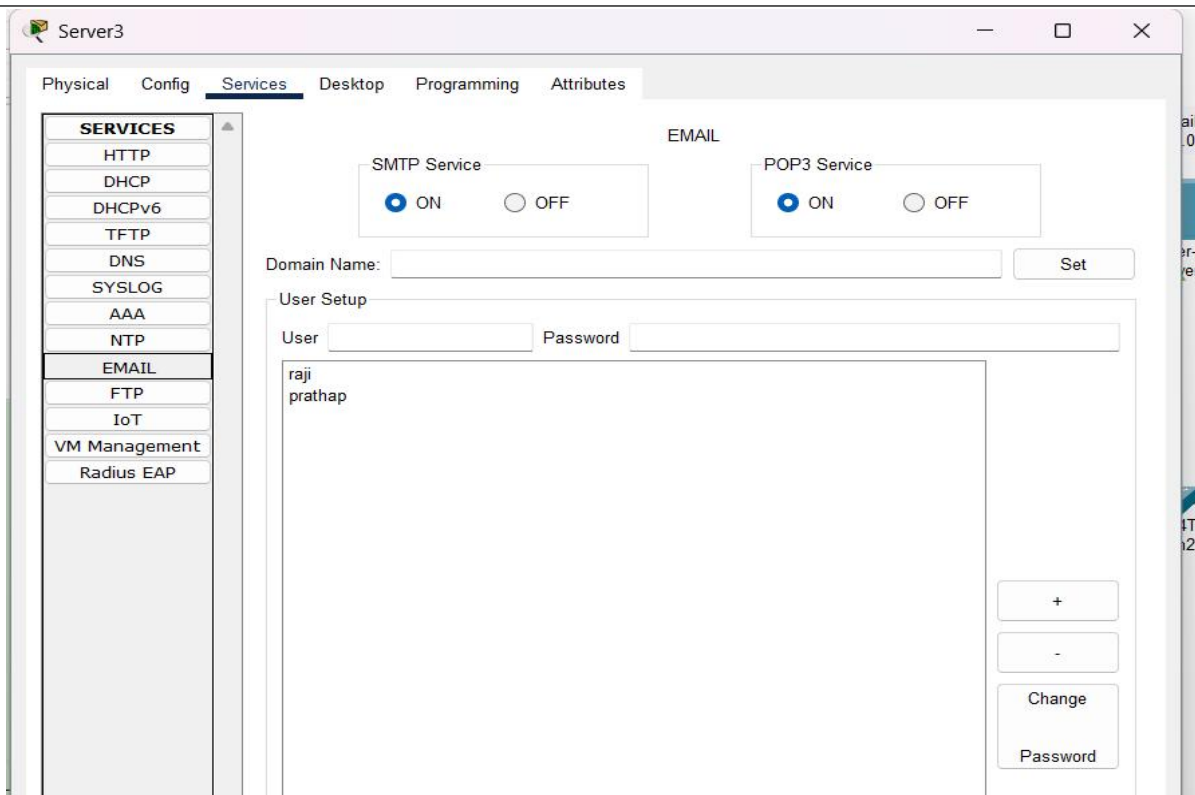 Server3
Physical Config Services Desktop Programming Attributes
SERVICES
HTTP
DHCP
DHCPv6
TFTP
DNS
SYSLOG
AAA
NTP
EMAIL
FTP
IoT
VM Management
Radius EAP
EMAIL
SMTP Service
ON OFF
POP3 Service
ON OFF
Domain Name: Set
User Setup
User Password
raji
prathap
+
-
Change
Password